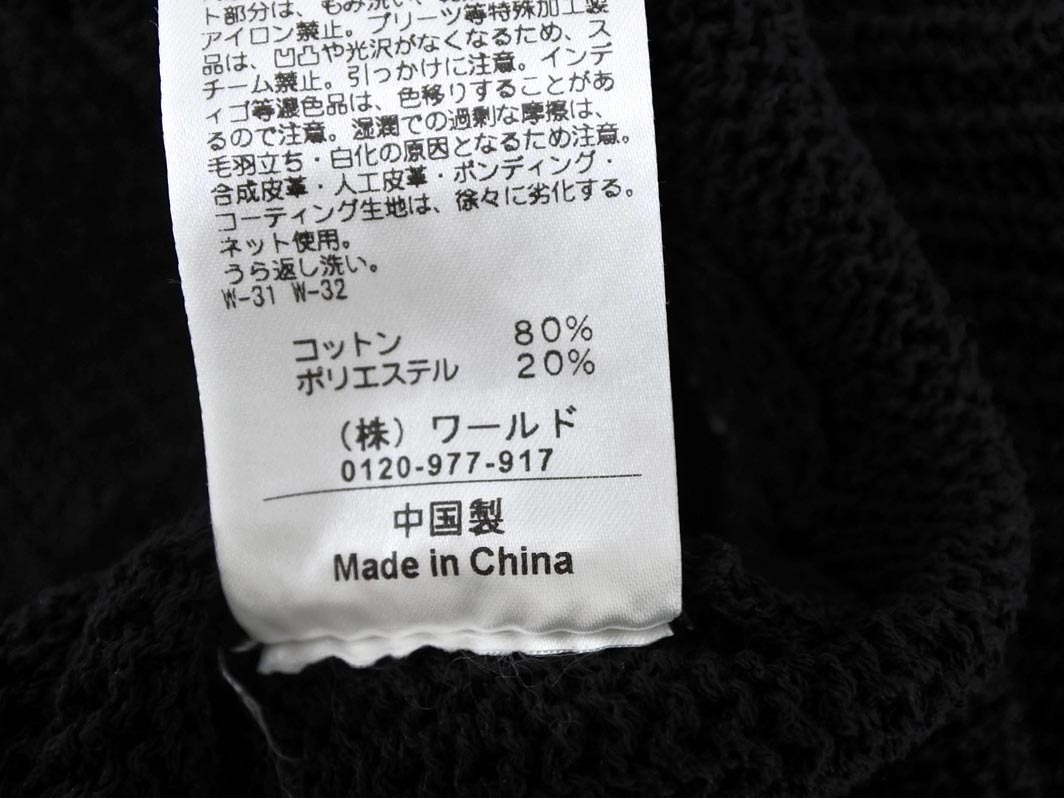 ト部分は、もみ洗い、
アイロン禁止。プリーツ等特殊加工製
品は、凹凸や光沢がなくなるため、ス
チーム禁止。引っかけに注意。インデ
ィゴ等濃色品は、色移りすることがあ
るので注意。湿潤での過剰な摩擦は、
毛羽立ち・白化の原因となるため注意。
合成皮革・人工皮革・ボンディング・
コーティング生地は、徐々に劣化する。
ネット使用。
うら返し洗い。
W-31 W-32
コットン 80%
ポリエステル 20%
(株)ワールド
0120-977-917
中国製
Made in China